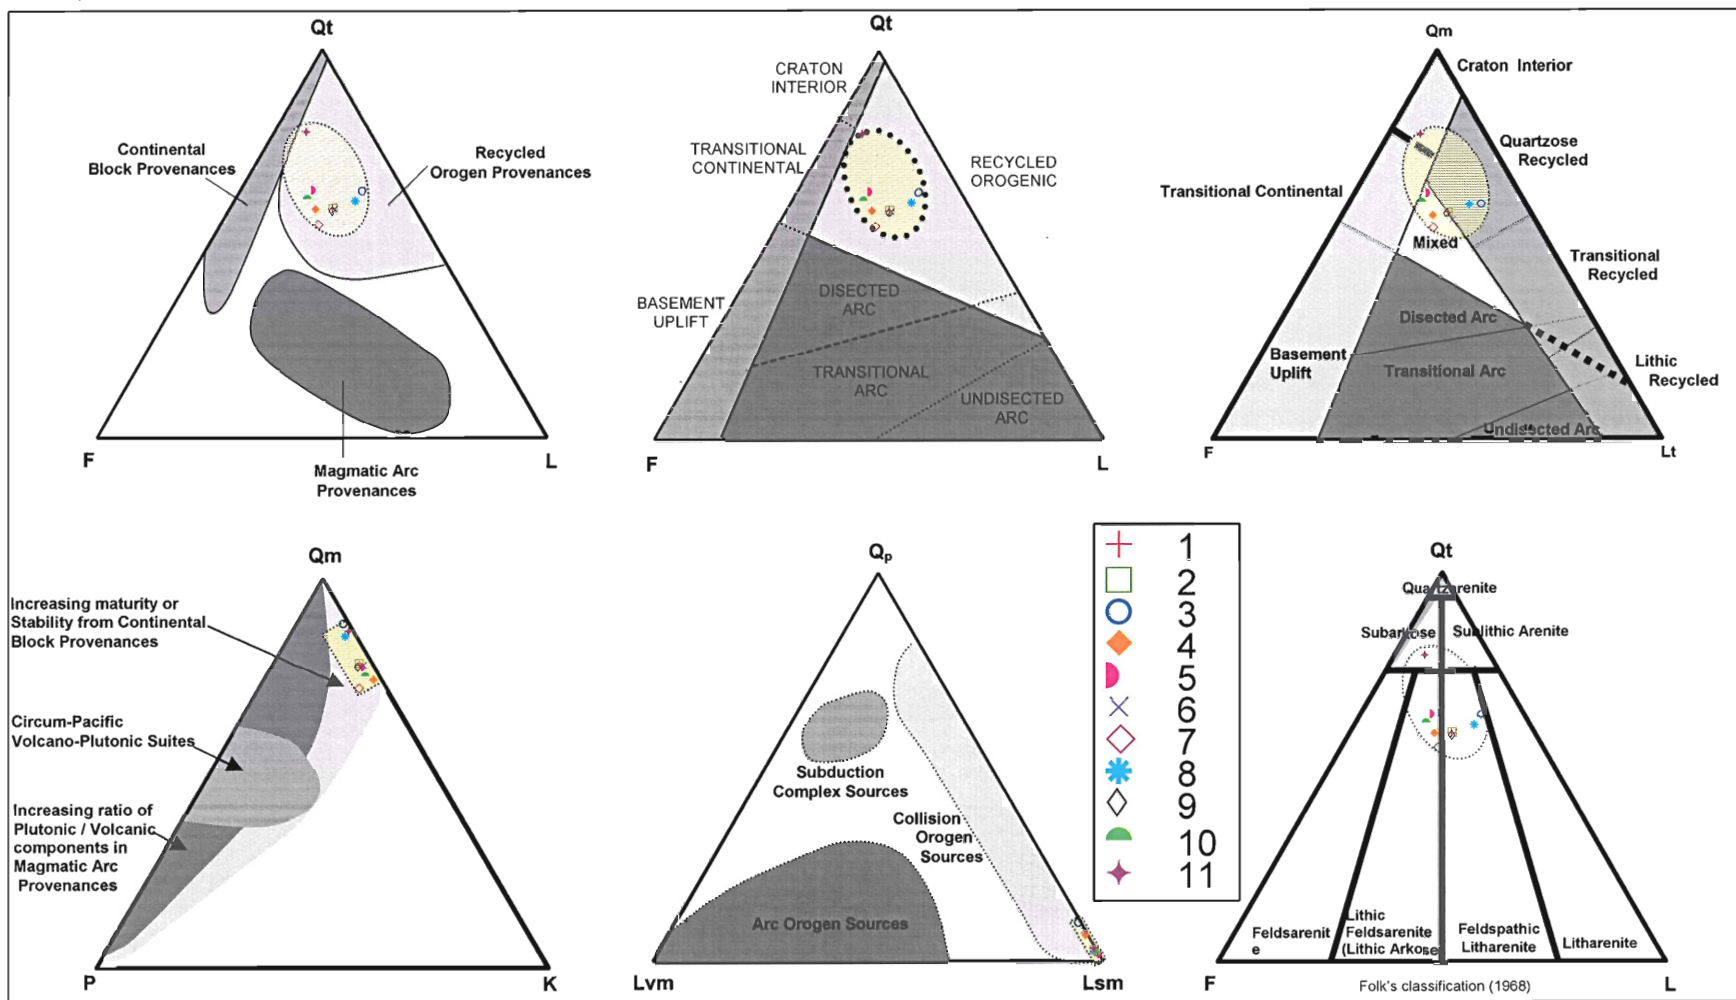 Qt
Continental
Block Provenances
Recycled
Orogen Provenances
F
L
Magmatic Arc
Provenances
Qt
CRATON
INTERIOR
TRANSITIONAL
CONTINENTAL
RECYCLED
OROGENIC
BASEMENT
UPLIFT
DISECTED
ARC
TRANSITIONAL
ARC
UNDISECTED
ARC
F
L
Qm
Craton Interior
Quartzose
Recycled
Transitional Continental
Mixed
Transitional
Recycled
Disected Arc
Basement
Uplift
Transitional Arc
Lithic
Recycled
Undisected Arc
F
Lt
Qm
Increasing maturity or
Stability from Continental
Block Provenances
Circum-Pacific
Volcano-Plutonic Suites
Increasing ratio of
Plutonic / Volcanic
components in
Magmatic Arc
Provenances
P
K
Qp
Subduction
Complex Sources
Collision
Orogen
Sources
Arc Orogen Sources
Lvm
Lsm
1
2
3
4
5
6
7
8
9
10
11
Qt
Quartzarenite
Subarkose
Sublithic Arenite
Feldsarenit
e
Lithic
Feldsarenite
(Lithic Arkose
Feldspathic
Litharenite
Litharenite
F
L
Folk's classification (1968)